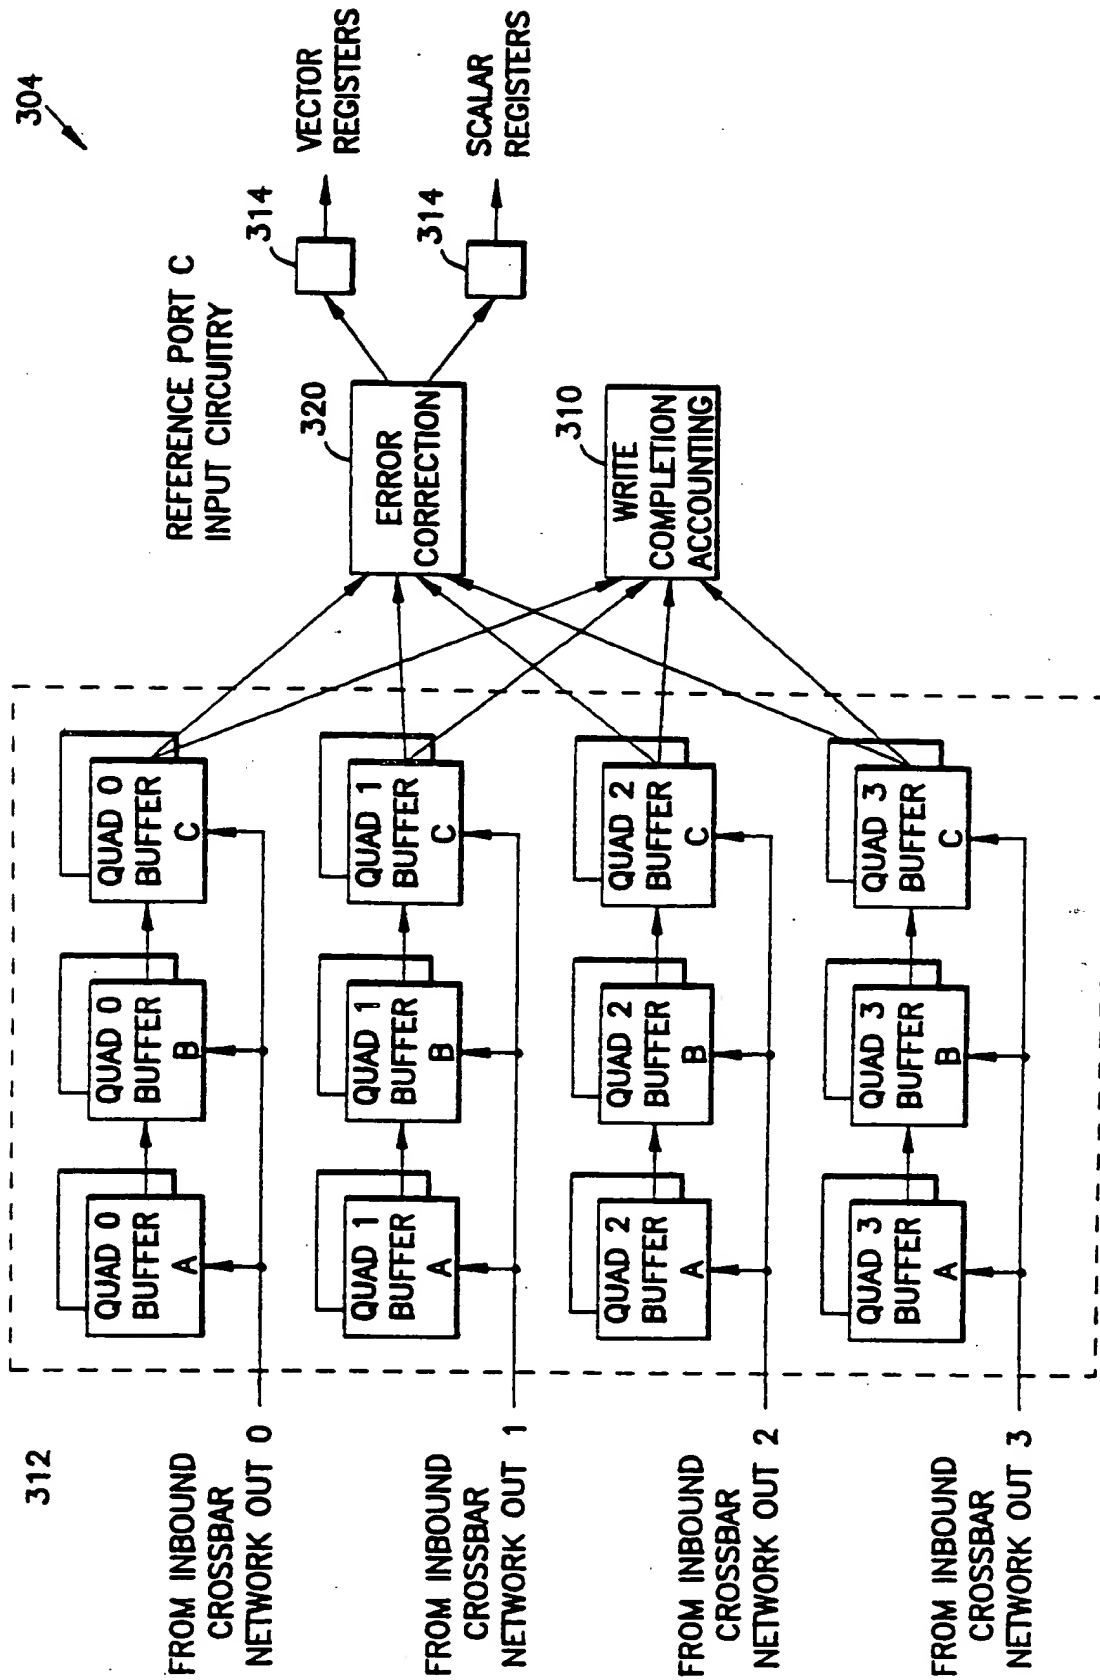 304
REFERENCE PORT C
INPUT CIRCUITRY
312
FROM INBOUND
CROSSBAR
NETWORK OUT 0
QUAD 0
BUFFER
A
QUAD 0
BUFFER
B
QUAD 0
BUFFER
C
FROM INBOUND
CROSSBAR
NETWORK OUT 1
QUAD 1
BUFFER
A
QUAD 1
BUFFER
B
QUAD 1
BUFFER
C
FROM INBOUND
CROSSBAR
NETWORK OUT 2
QUAD 2
BUFFER
A
QUAD 2
BUFFER
B
QUAD 2
BUFFER
C
FROM INBOUND
CROSSBAR
NETWORK OUT 3
QUAD 3
BUFFER
A
QUAD 3
BUFFER
B
QUAD 3
BUFFER
C
320
ERROR
CORRECTION
310
WRITE
COMPLETION
ACCOUNTING
314
VECTOR
REGISTERS
314
SCALAR
REGISTERS